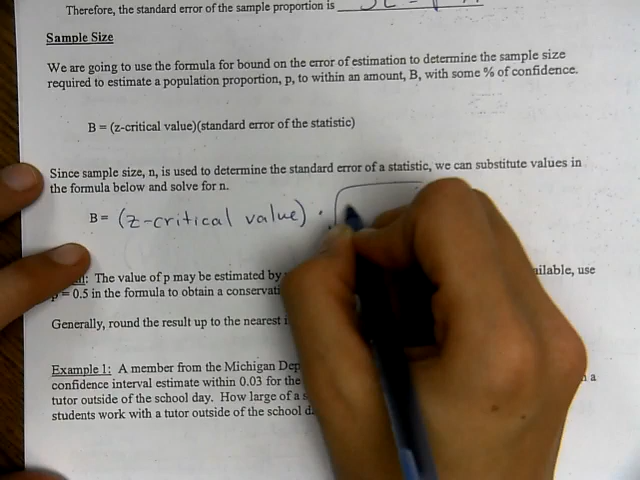 Therefore, the standard error of the sample proportion is
Sample Size
We are going to use the formula for bound on the error of estimation to determine the sample size
required to estimate a population proportion, p, to within an amount, B, with some % of confidence.
B = (z-critical value)(standard error of the statistic)
Since sample size, n, is used to determine the standard error of a statistic, we can substitute values in
the formula below and solve for n.
B = (z-critical value) ·
The value of p may be estimated by use
= 0.5 in the formula to obtain a
Generally, round the result up to the nearest
Example 1: A member from the Michigan
confidence interval estimate within 0.03 for the a
tutor outside of the school day. How large of a
students work with a tutor outside of the school